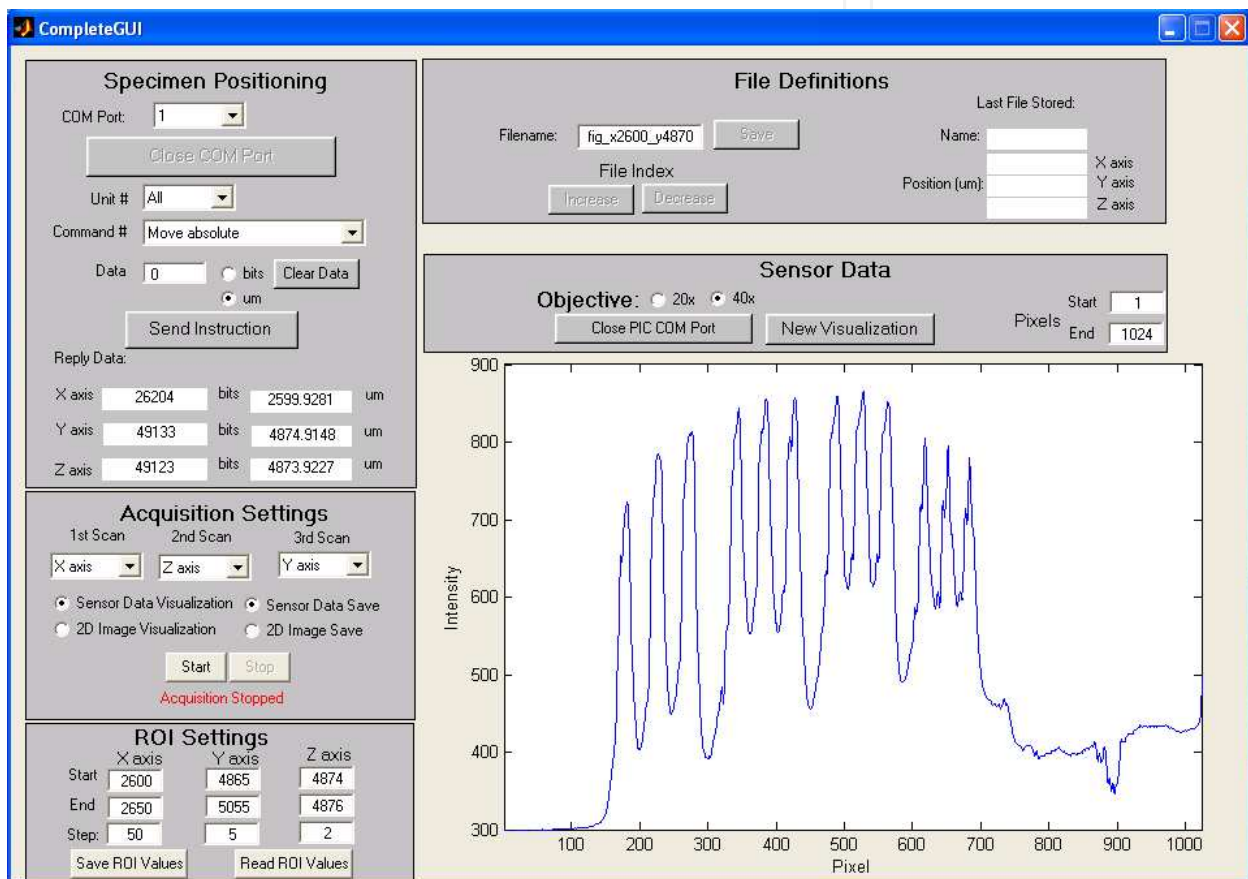 CompleteGUI
Specimen Positioning
COM Port: 1
Close COM Port
Unit # All
Command # Move absolute
Data 0 bits Clear Data
um
Send Instruction
Reply Data:
X axis 26204 bits 2599.9281 um
Y axis 49133 bits 4874.9148 um
Z axis 49123 bits 4873.9227 um
Acquisition Settings
1st Scan 2nd Scan 3rd Scan
X axis Z axis Y axis
Sensor Data Visualization Sensor Data Save
2D Image Visualization 2D Image Save
Start Stop
Acquisition Stopped
ROI Settings
X axis Y axis Z axis
Start 2600 4865 4874
End 2650 5055 4876
Step: 50 5 2
Save ROI Values Read ROI Values
File Definitions
Last File Stored:
Filename: fig_x2600_y4870 Save Name:
File Index X axis
Position (um): Y axis
Increase Decrease Z axis
Sensor Data
Objective: 20x 40x Start 1
Close PIC COM Port New Visualization Pixels End 1024
900
800
700
600
500
400
300
Intensity
100 200 300 400 500 600 700 800 900 1000
Pixel